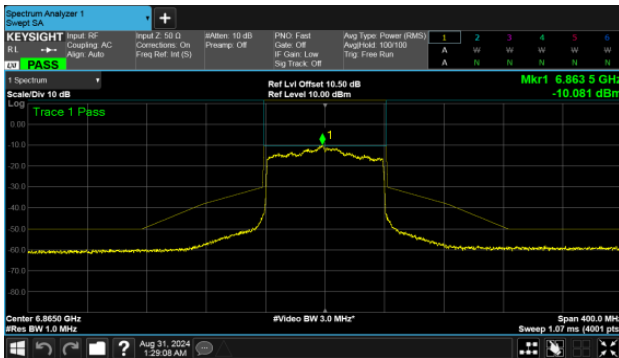 Spectrum Analyzer 1
Swept SA
+
KEYSIGHT
RL
LXI
PASS
Input: RF
Coupling: AC
Align: Auto
Input Z: 50 Ω
Corrections: On
Freq Ref: Int (S)
#Atten: 10 dB
Preamp: Off
PNO: Fast
Gate: Off
IF Gain: Low
Sig Track: Off
Avg Type: Power (RMS)
Avg|Hold: 100/100
Trig: Free Run
1 2 3 4 5 6
A W W W W W
A N N N N N
1 Spectrum
Scale/Div 10 dB
Ref Lvl Offset 10.50 dB
Ref Level 10.00 dBm
Mkr1 6.863 5 GHz
-10.081 dBm
Log
Trace 1 Pass
1
0.00
-10.0
-20.0
-30.0
-40.0
-50.0
-60.0
-70.0
-80.0
Center 6.8650 GHz
#Res BW 1.0 MHz
#Video BW 3.0 MHz*
Span 400.0 MHz
Sweep 1.07 ms (4001 pts)
?
Aug 31, 2024
1:29:08 AM